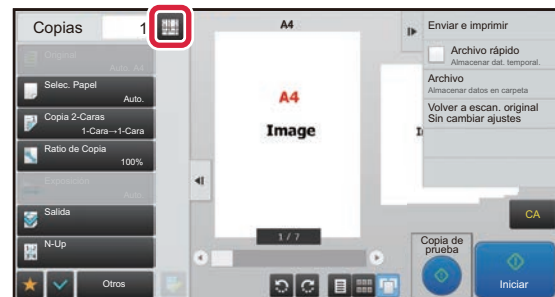 Copias 1
Original
Auto. A4
Selec. Papel
Auto.
Copia 2-Caras
1-Cara→1-Cara
Ratio de Copia
100%
Exposición
Auto.
Salida
N-Up
Otros
A4
A4
Image
1 / 7
Enviar e imprimir
Archivo rápido
Almacenar dat. temporal.
Archivo
Almacenar datos en carpeta
Volver a escan. original
Sin cambiar ajustes
CA
Copia de
prueba
Iniciar